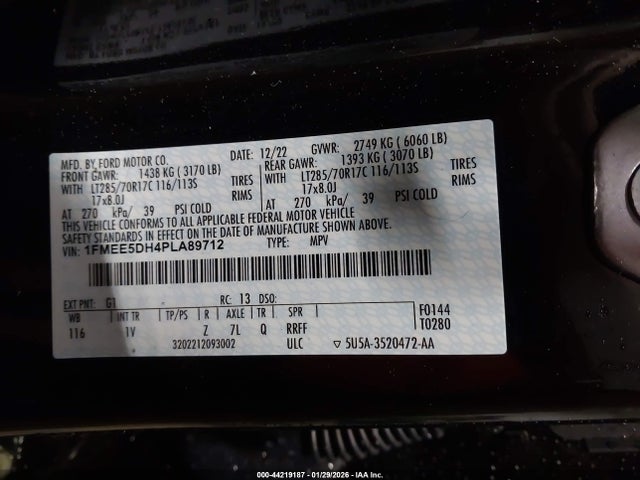 MFD. BY FORD MOTOR CO. DATE: 12/22 GVWR: 2749 KG ( 6060 LB)
FRONT GAWR: 1438 KG ( 3170 LB) REAR GAWR: 1393 KG ( 3070 LB)
WITH LT285/70R17C 116/113S TIRES WITH LT285/70R17C 116/113S TIRES
17x8.0J RIMS 17x8.0J RIMS
AT 270 kPa/ 39 PSI COLD AT 270 kPa/ 39 PSI COLD
THIS VEHICLE CONFORMS TO ALL APPLICABLE FEDERAL MOTOR VEHICLE
SAFETY STANDARDS IN EFFECT ON THE DATE OF MANUFACTURE SHOWN ABOVE.
VIN: 1FMEE5DH4PLA89712 TYPE: MPV
EXT PNT: G1 RC: 13 DSO:
WB INT TR TP/PS R AXLE TR SPR F0144
116 1V Z 7L Q RRFF T0280
3202212093002 ULC ▽ 5U5A-3520472-AA
000-44219187 - 01/29/2026 - IAA Inc.